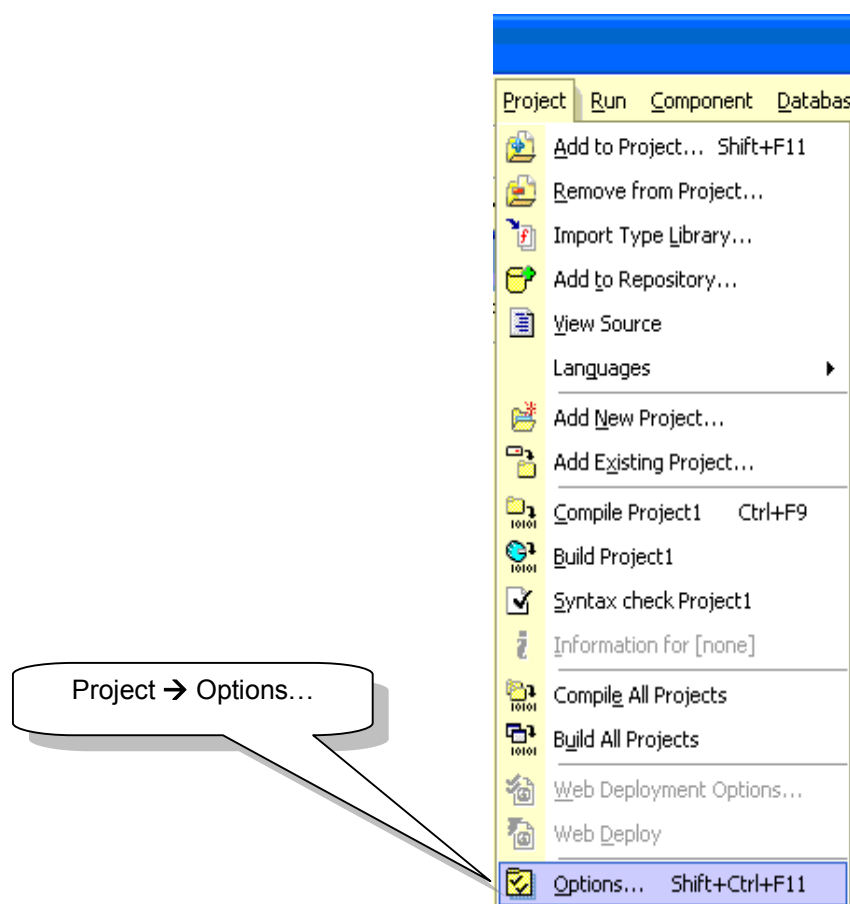 Project Run Component Databas
Add to Project... Shift+F11
Remove from Project...
Import Type Library...
Add to Repository...
View Source
Languages
Add New Project...
Add Existing Project...
Compile Project1 Ctrl+F9
Build Project1
Syntax check Project1
Information for [none]
Project → Options…
Compile All Projects
Build All Projects
Web Deployment Options...
Web Deploy
Options... Shift+Ctrl+F11